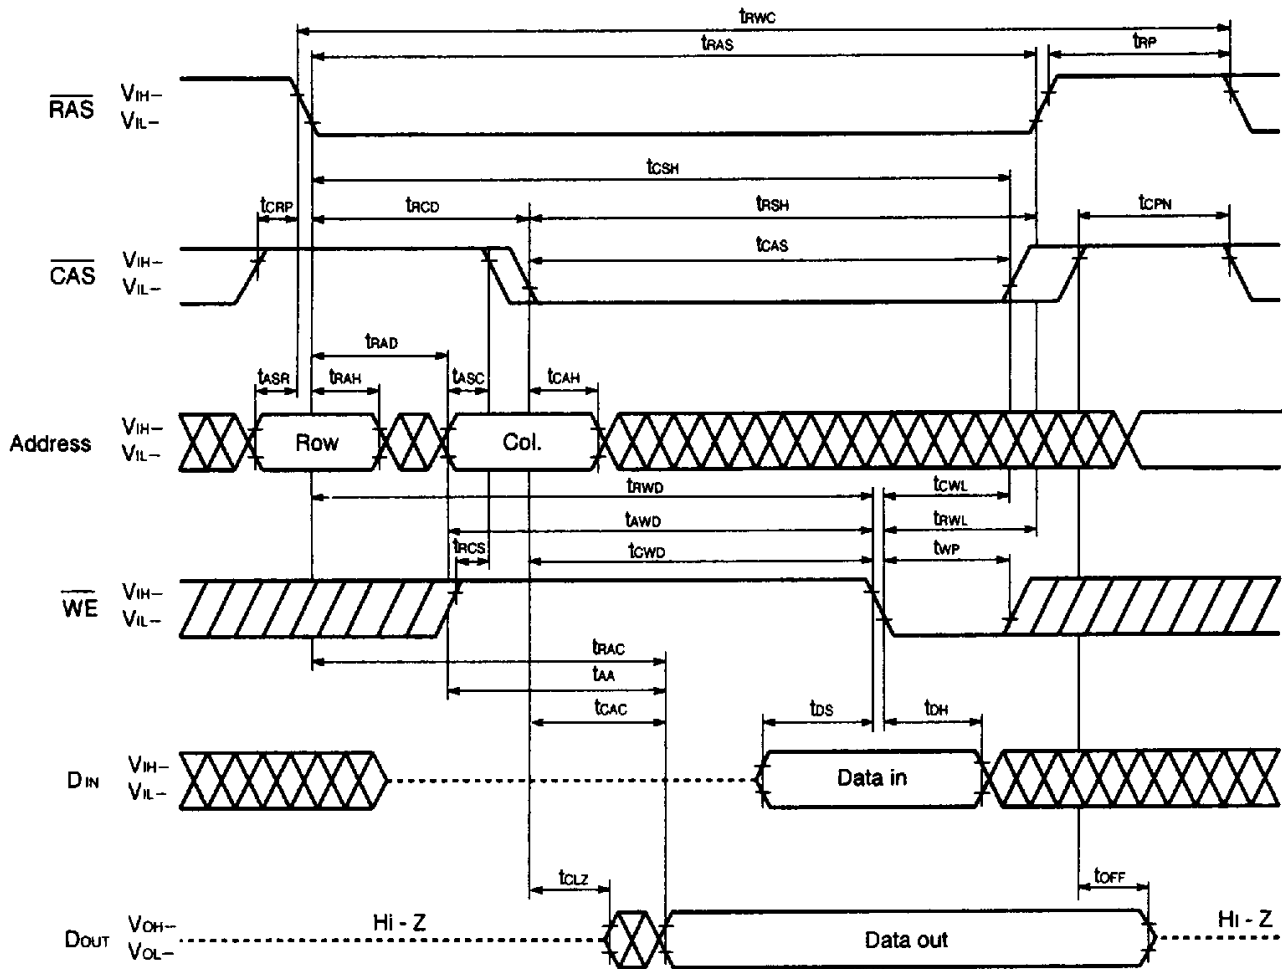 tRWC
tRAS
tRP
RAS
VIH–
VIL–
tCSH
tCRP
tRCD
tRSH
tCPN
CAS
VIH–
VIL–
tCAS
tRAD
tASR
tRAH
tASC
tCAH
Address
VIH–
VIL–
Row
Col.
tRWD
tCWL
tAWD
tRWL
tRCS
tCWD
tWP
WE
VIH–
VIL–
tRAC
tAA
tCAC
tDS
tDH
DIN
VIH–
VIL–
Data in
tCLZ
tOFF
DOUT
VOH–
VOL–
Hi - Z
Data out
Hi - Z